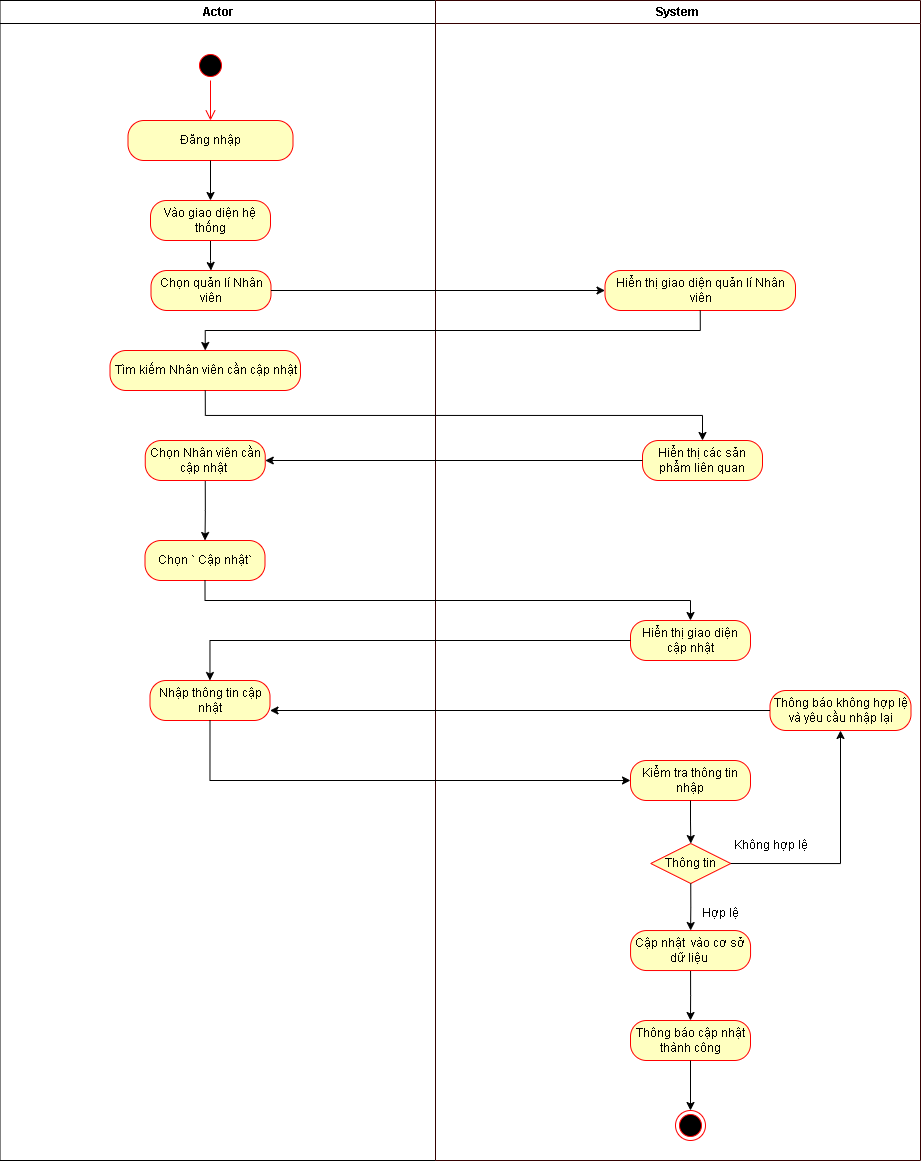 Actor
System
Đăng nhập
Vào giao diện hệ
thống
Chọn quản lí Nhân
viên
Hiển thị giao diện quản lí Nhân
viên
Tìm kiếm Nhân viên cần cập nhật
Hiển thị các sản
phẩm liên quan
Chọn Nhân viên cần
cập nhật
Chọn ` Cập nhật`
Hiển thị giao diện
cập nhật
Nhập thông tin cập
nhật
Thông báo không hợp lệ
và yêu cầu nhập lại
Kiểm tra thông tin
nhập
Không hợp lệ
Thông tin
Hợp lệ
Cập nhật vào cơ sở
dữ liệu
Thông báo cập nhật
thành công